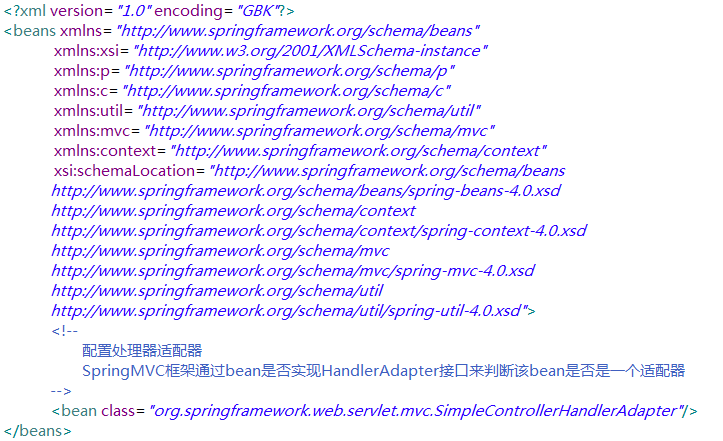 <?xml version="1.0" encoding="GBK"?>
<beans xmlns="http://www.springframework.org/schema/beans"
xmlns:xsi="http://www.w3.org/2001/XMLSchema-instance"
xmlns:p="http://www.springframework.org/schema/p"
xmlns:c="http://www.springframework.org/schema/c"
xmlns:util="http://www.springframework.org/schema/util"
xmlns:mvc="http://www.springframework.org/schema/mvc"
xmlns:context="http://www.springframework.org/schema/context"
xsi:schemaLocation="http://www.springframework.org/schema/beans
http://www.springframework.org/schema/beans/spring-beans-4.0.xsd
http://www.springframework.org/schema/context
http://www.springframework.org/schema/context/spring-context-4.0.xsd
http://www.springframework.org/schema/mvc
http://www.springframework.org/schema/mvc/spring-mvc-4.0.xsd
http://www.springframework.org/schema/util
http://www.springframework.org/schema/util/spring-util-4.0.xsd">
<!--
配置处理器适配器
SpringMVC框架通过bean是否实现HandlerAdapter接口来判断该bean是否是一个适配器
-->
<bean class="org.springframework.web.servlet.mvc.SimpleControllerHandlerAdapter"/>
</beans>